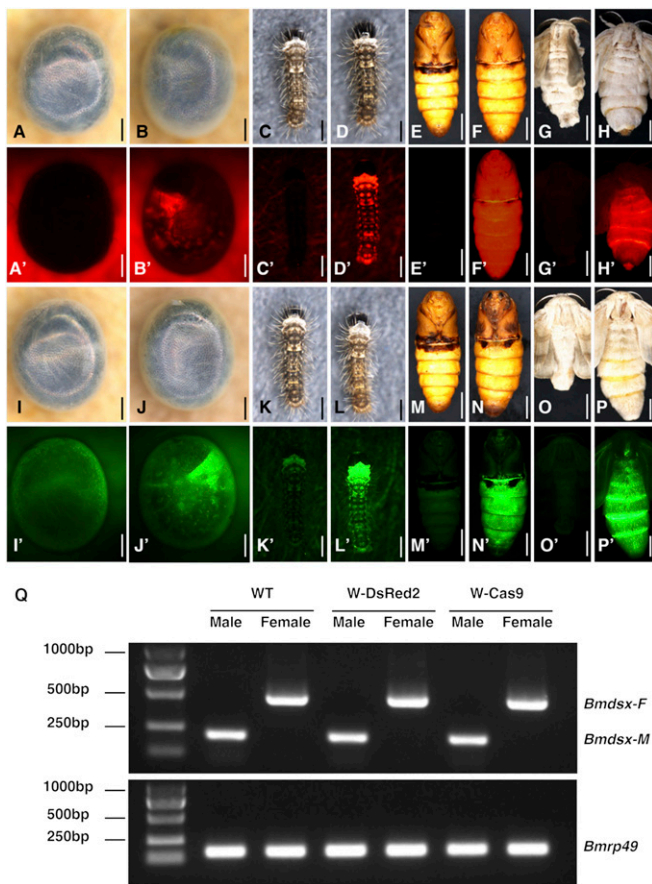 A B C D E F G H
A' B' C' D' E' F' G' H'
I J K L M N O P
I' J' K' L' M' N' O' P'
Q
WT W-DsRed2 W-Cas9
Male Female Male Female Male Female
1000bp
500bp
250bp
Bmdsx-F
Bmdsx-M
1000bp
500bp
250bp
Bmrp49